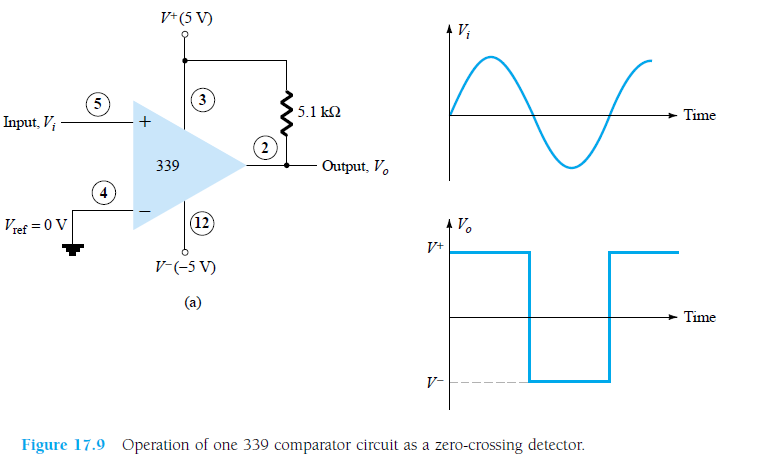 V+(5 V)
5
3
Input, Vi
+
5.1 kΩ
339
2
Output, Vo
4
−
Vref = 0 V
12
V−(−5 V)
(a)
Vi
Time
Vo
V+
Time
V−
Figure 17.9 Operation of one 339 comparator circuit as a zero-crossing detector.